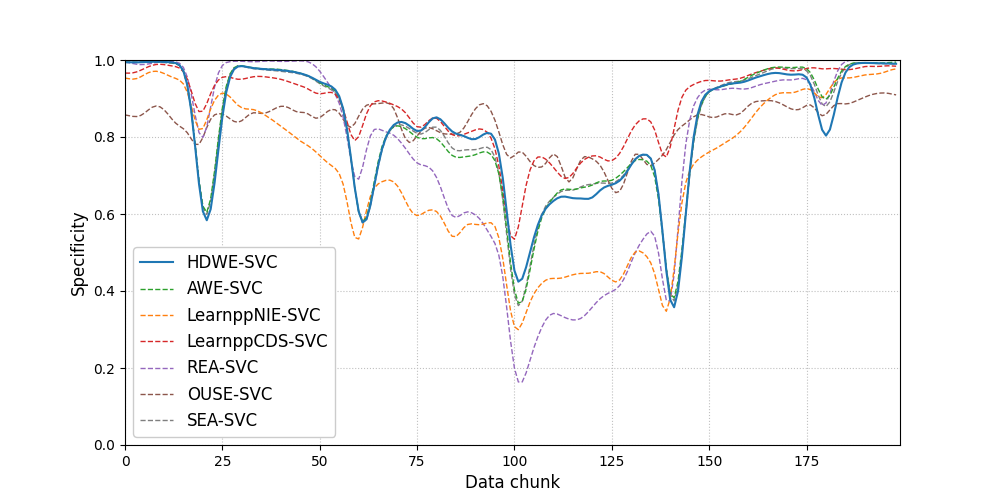 1.0
0.8
0.6
0.4
0.2
0.0
Specificity
HDWE-SVC
AWE-SVC
LearnppNIE-SVC
LearnppCDS-SVC
REA-SVC
OUSE-SVC
SEA-SVC
0 25 50 75 100 125 150 175
Data chunk